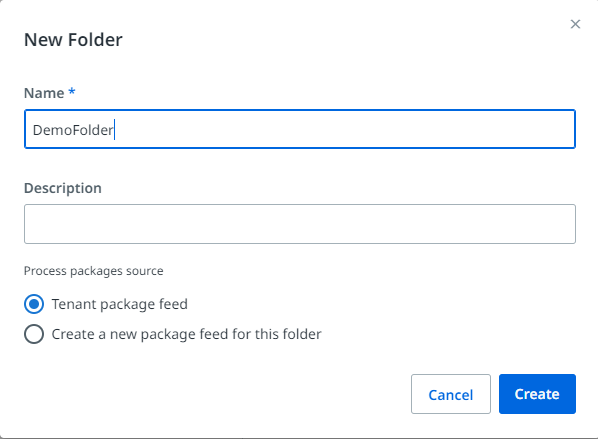 New Folder
Name *
DemoFolder
Description
Process packages source
Tenant package feed
Create a new package feed for this folder
Cancel Create